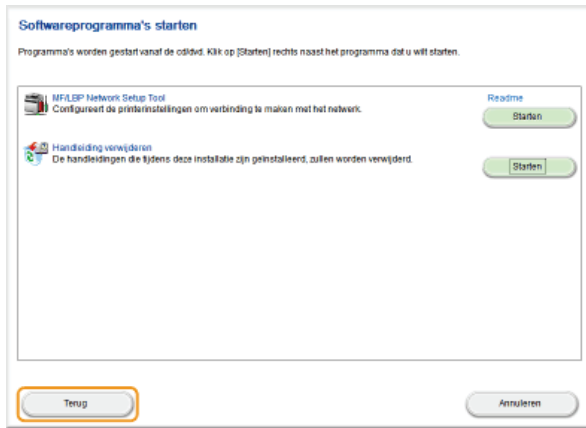 Softwareprogramma's starten
Programma's worden gestart vanaf de cd/dvd. Klik op [Starten] rechts naast het programma dat u wilt starten.
MF/LBP Network Setup Tool
Readme
Configureert de printerinstellingen om verbinding te maken met het netwerk.
Starten
Handleiding verwijderen
De handleidingen die tijdens deze installatie zijn geïnstalleerd, zullen worden verwijderd.
Starten
Terug
Annuleren